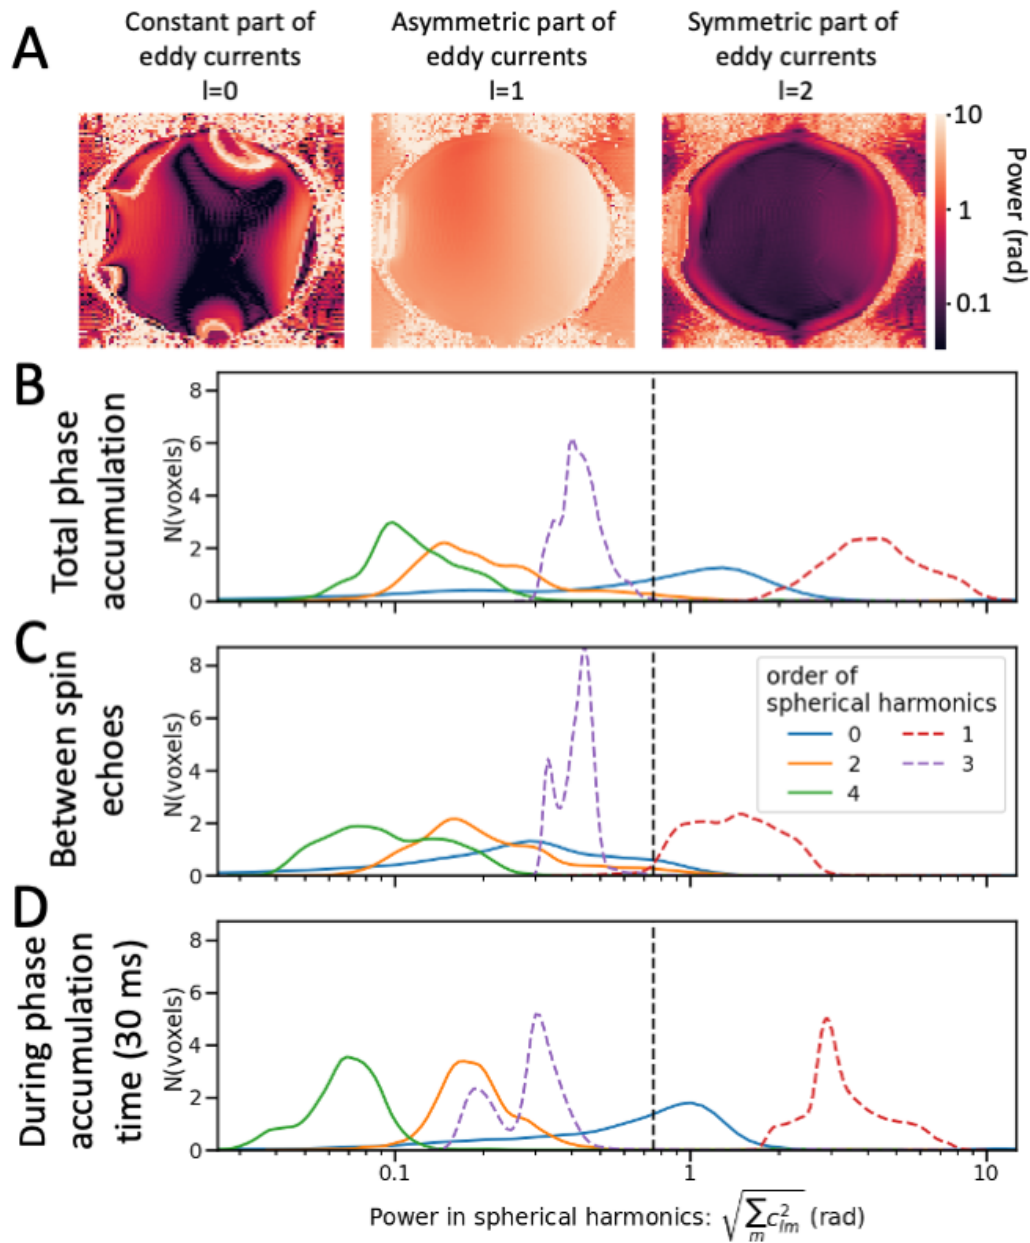 A
Constant part of
eddy currents
l=0
Asymmetric part of
eddy currents
l=1
Symmetric part of
eddy currents
l=2
10
1
0.1
Power (rad)
B
Total phase
accumulation
N(voxels)
8
6
4
2
0
C
Between spin
echoes
N(voxels)
8
6
4
2
0
order of
spherical harmonics
0 1
2 3
4
D
During phase
accumulation
time (30 ms)
N(voxels)
8
6
4
2
0
0.1 1 10
Power in spherical harmonics: √∑c²lm (rad)
m